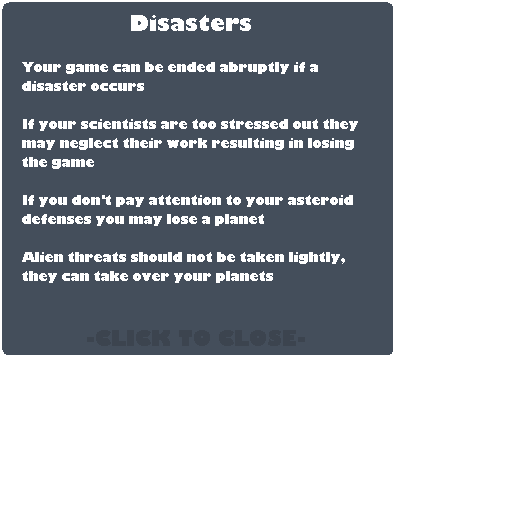 Disasters
Your game can be ended abruptly if a
disaster occurs
If your scientists are too stressed out they
may neglect their work resulting in losing
the game
If you don't pay attention to your asteroid
defenses you may lose a planet
Alien threats should not be taken lightly,
they can take over your planets
-CLICK TO CLOSE-